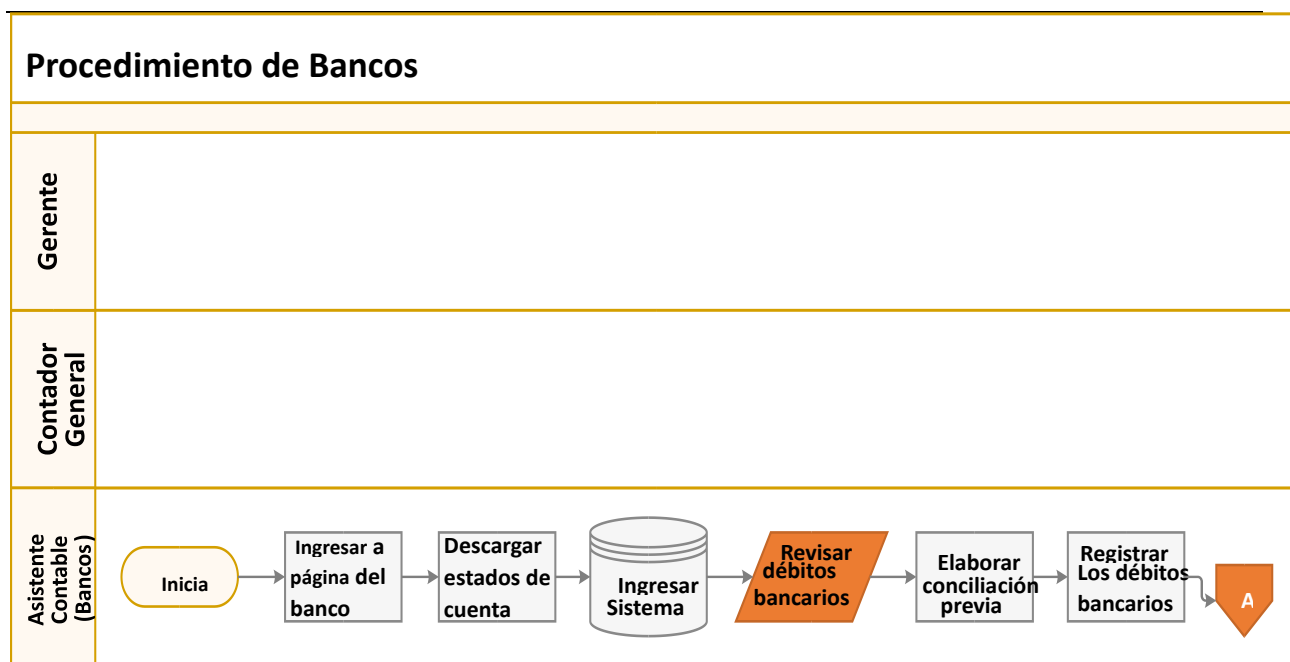 Procedimiento de Bancos
Gerente
Contador
General
Asistente
Contable
(Bancos)
Inicia
Ingresar a
página del
banco
Descargar
estados de
cuenta
Ingresar
Sistema
Revisar
débitos
bancarios
Elaborar
conciliación
previa
Registrar
Los débitos
bancarios
A